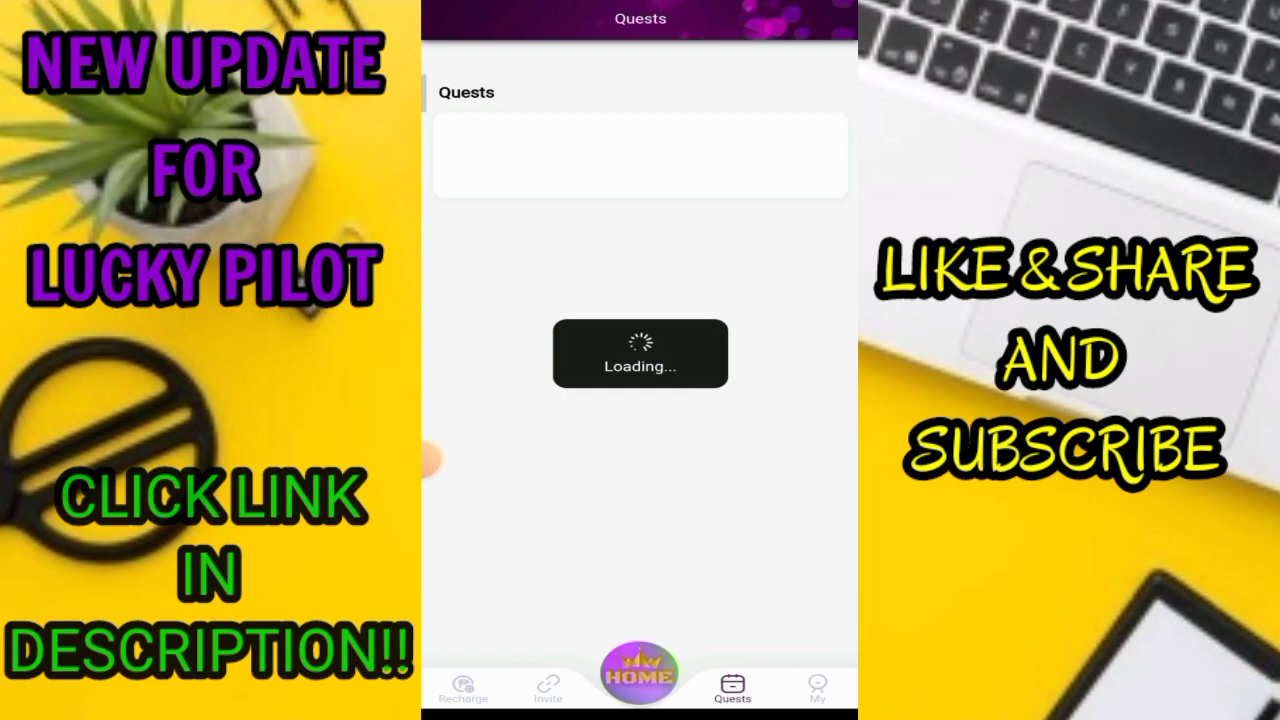 NEW UPDATE
FOR
LUCKY PILOT
CLICK LINK
IN
DESCRIPTION!!
Quests
Quests
Loading...
Recharge
Invite
HOME
Quests
My
LIKE & SHARE
AND
SUBSCRIBE